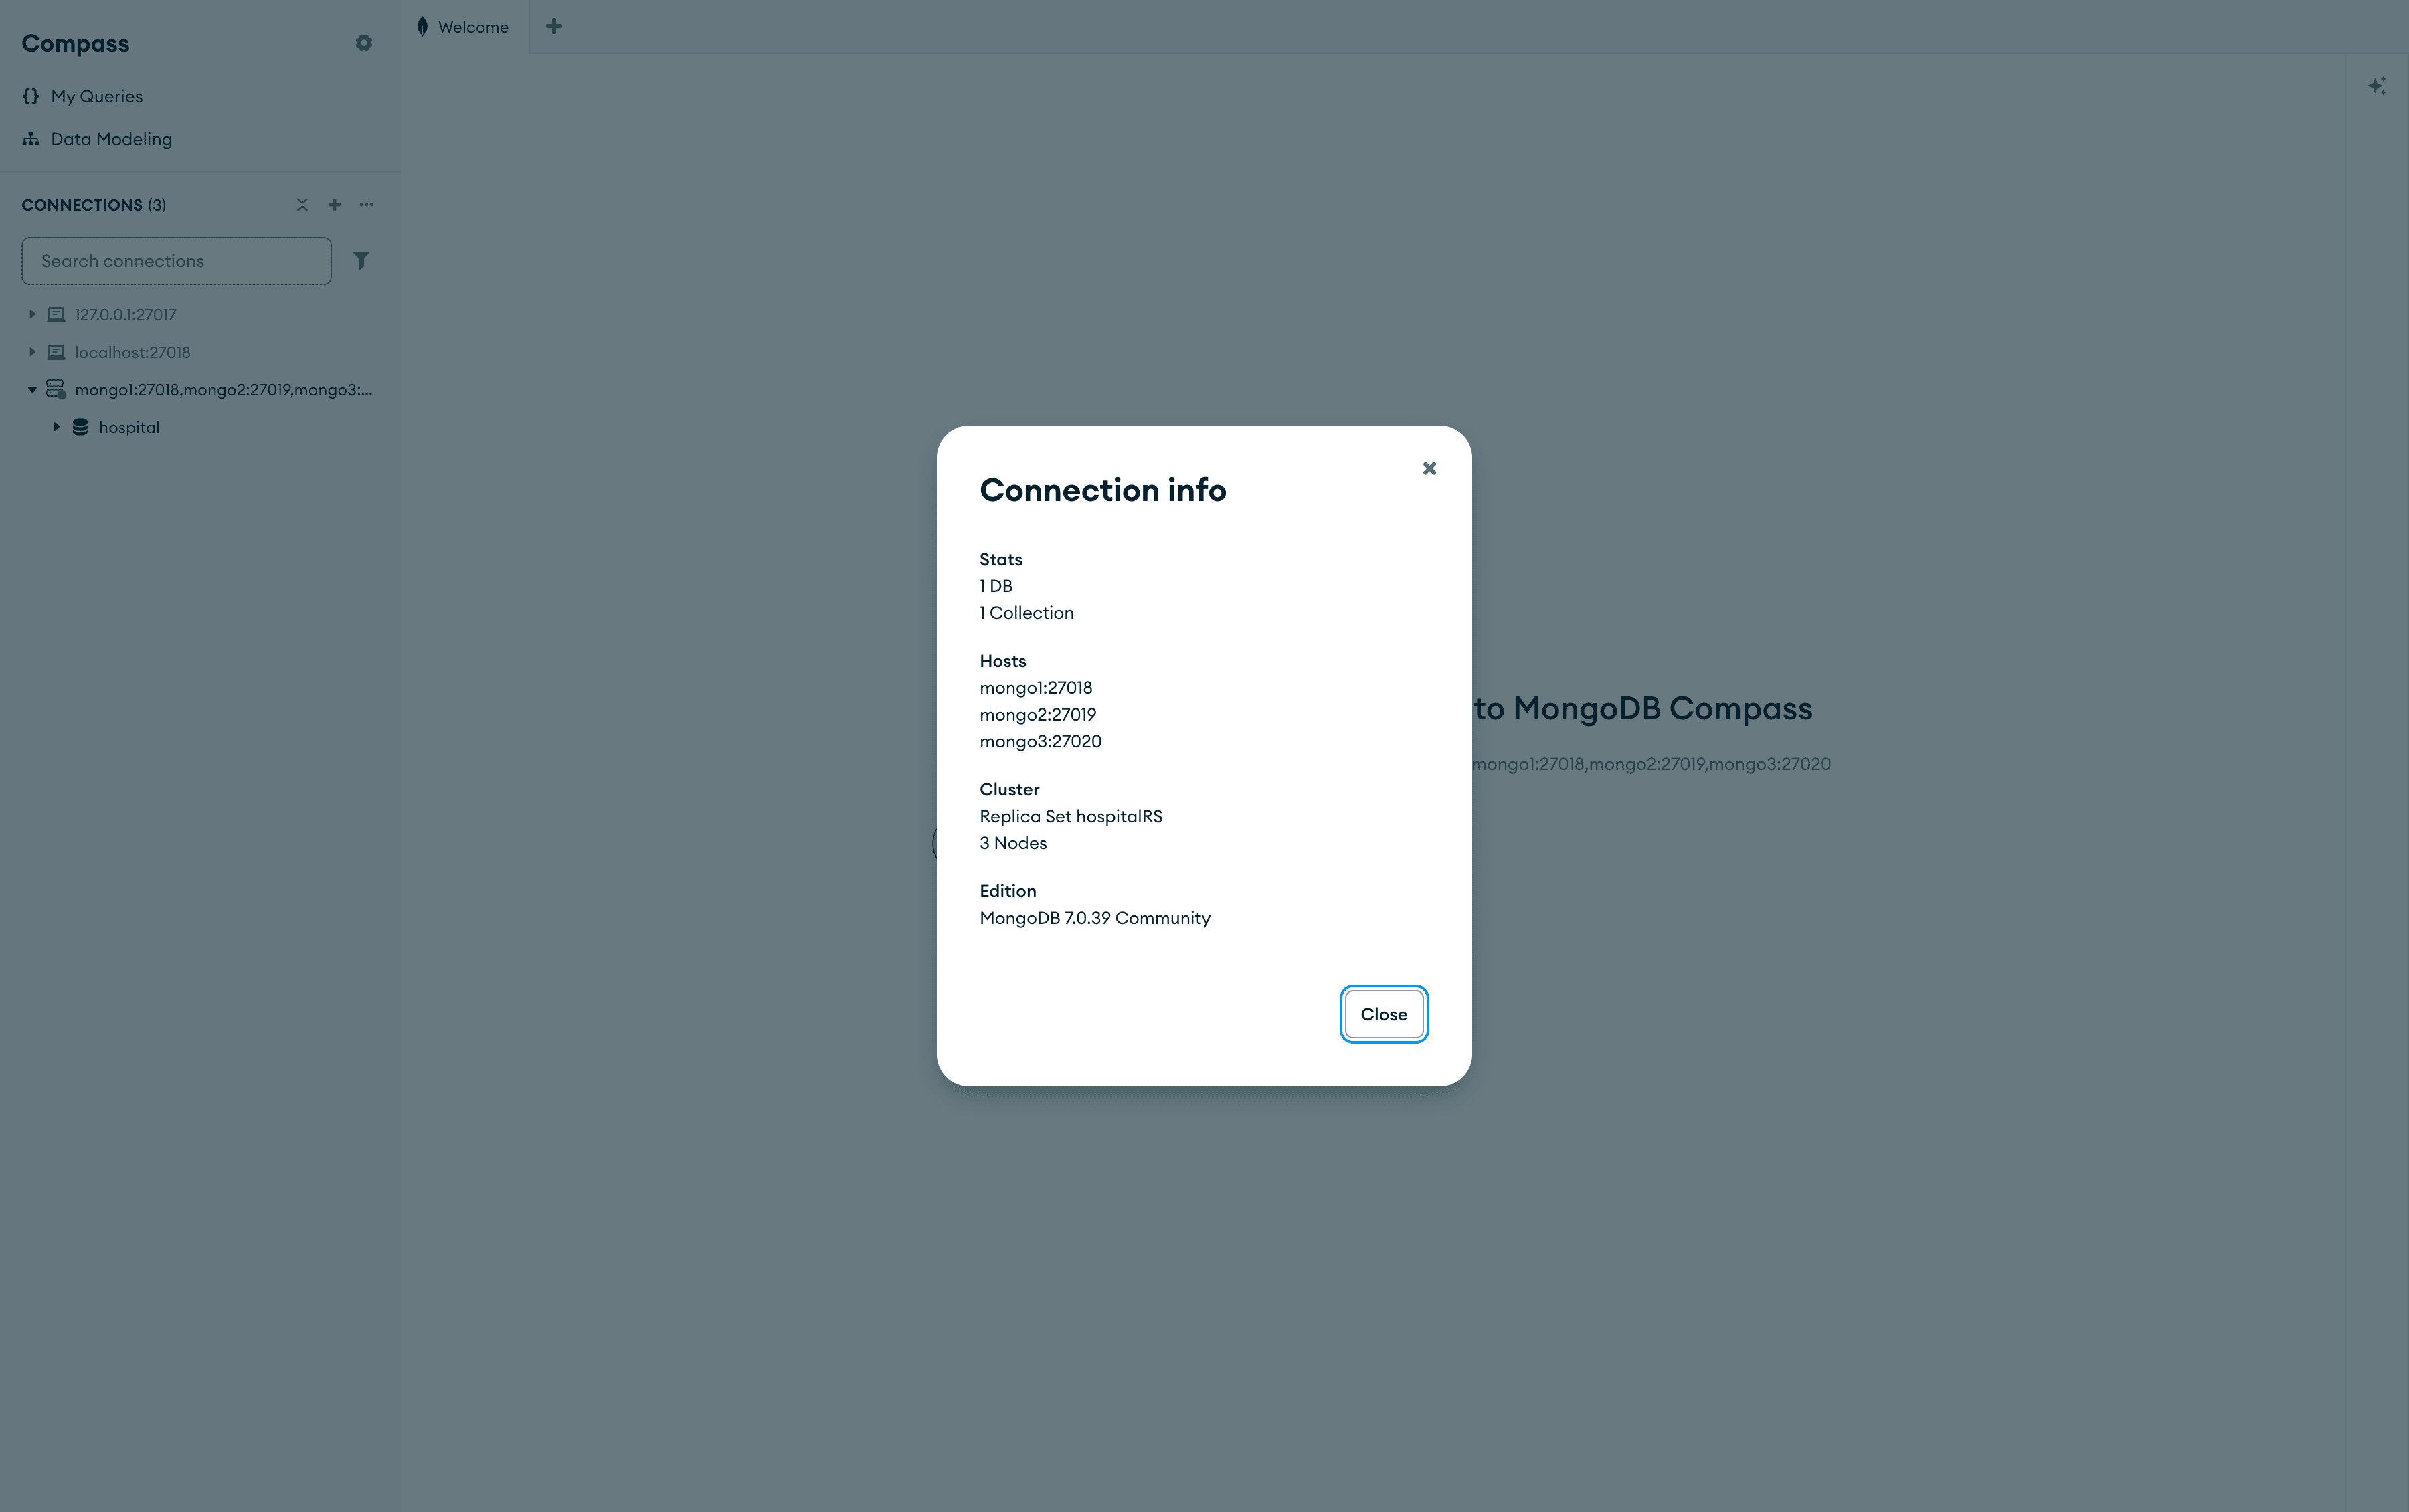 Compass
My Queries
Data Modeling
CONNECTIONS (3)
Search connections
127.0.0.1:27017
localhost:27018
mongo1:27018,mongo2:27019,mongo3:...
hospital
Welcome
Connection info
Stats
1 DB
1 Collection
Hosts
mongo1:27018
mongo2:27019
mongo3:27020
Cluster
Replica Set hospitalRS
3 Nodes
Edition
MongoDB 7.0.39 Community
Close
to MongoDB Compass
mongo1:27018,mongo2:27019,mongo3:27020